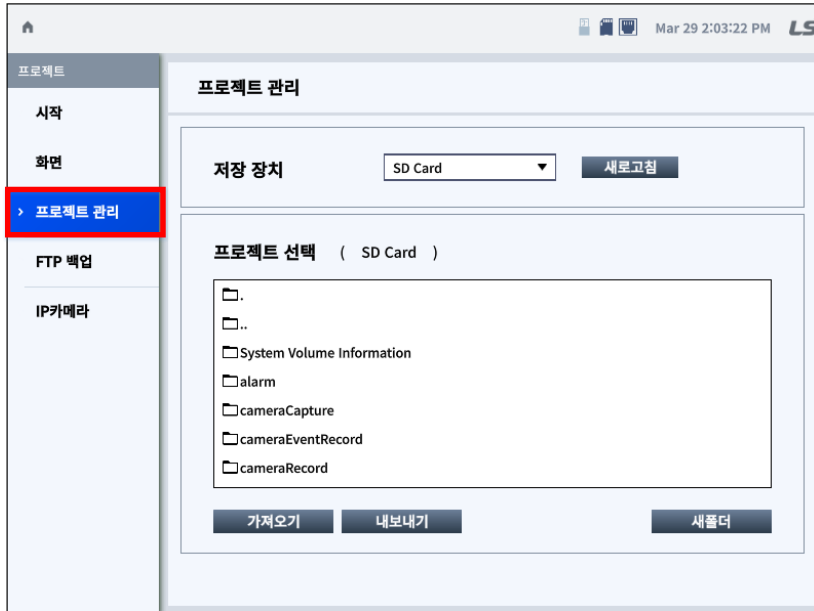 Mar 29 2:03:22 PM LS
프로젝트
시작
화면
> 프로젝트 관리
FTP 백업
IP카메라
프로젝트 관리
저장 장치 SD Card ▼ 새로고침
프로젝트 선택 ( SD Card )
.
..
System Volume Information
alarm
cameraCapture
cameraEventRecord
cameraRecord
가져오기 내보내기 새폴더